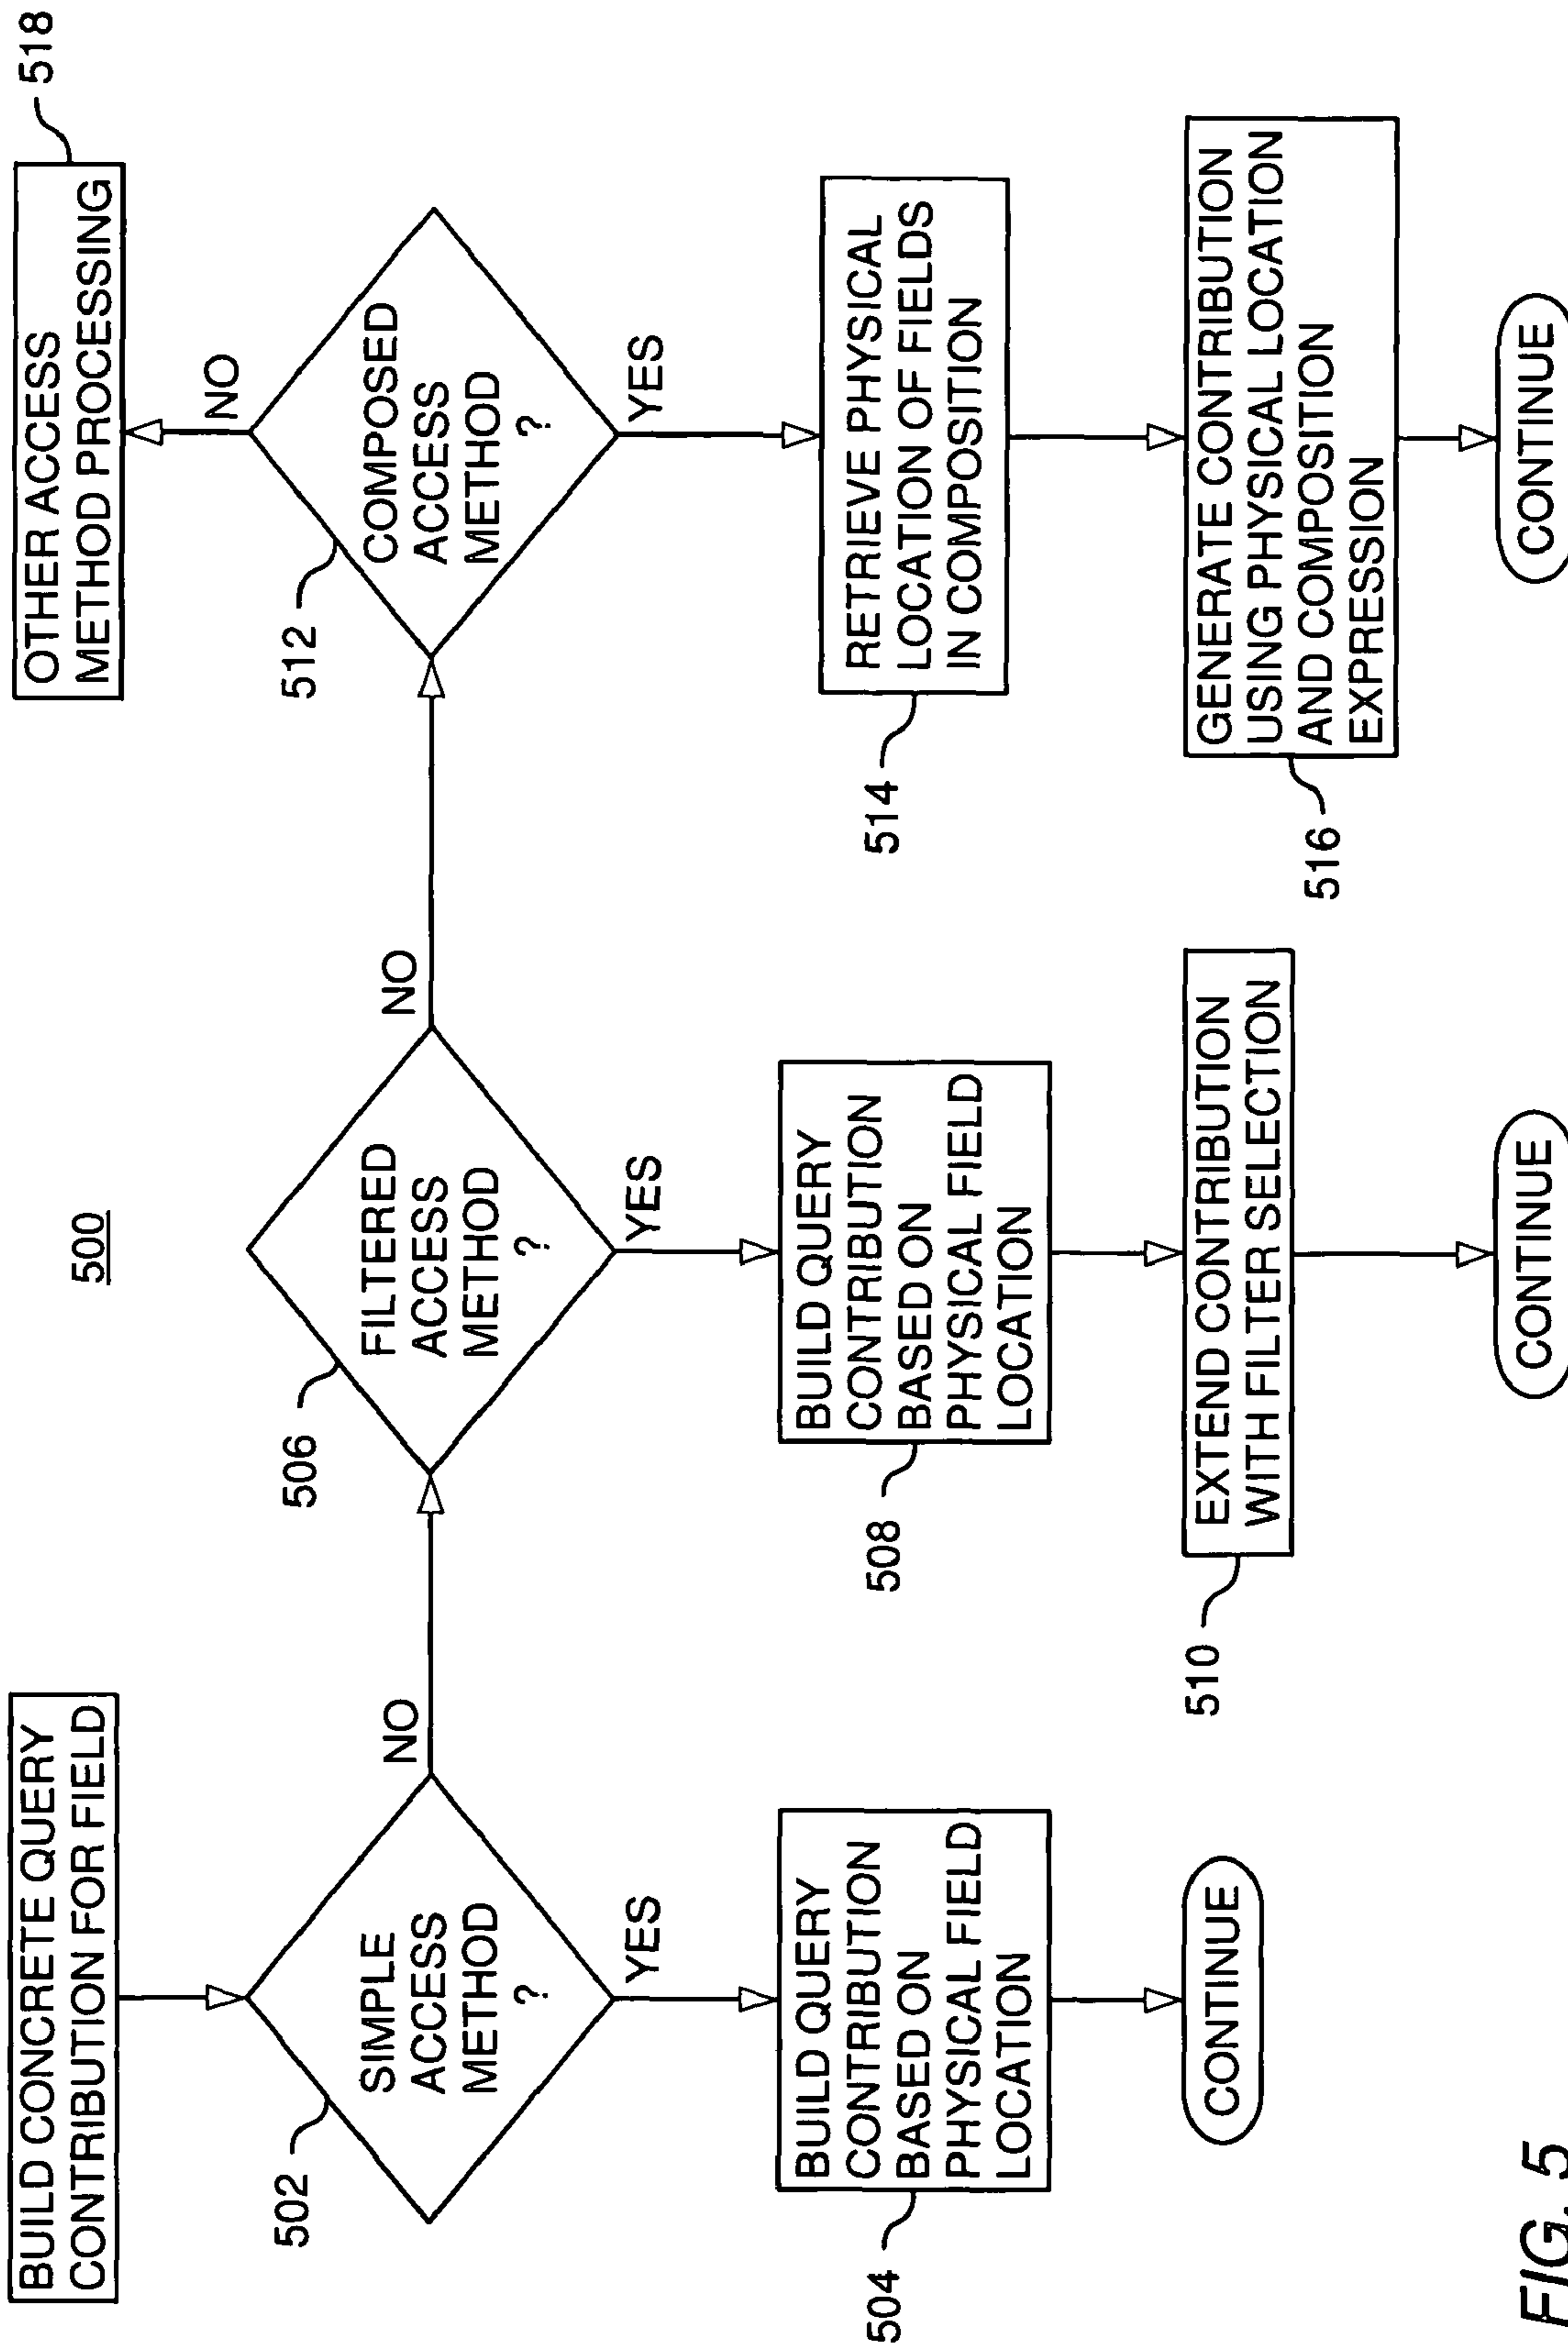 500
BUILD CONCRETE QUERY
CONTRIBUTION FOR FIELD
502
SIMPLE
ACCESS
METHOD
?
NO
YES
504
BUILD QUERY
CONTRIBUTION
BASED ON
PHYSICAL FIELD
LOCATION
CONTINUE
506
FILTERED
ACCESS
METHOD
?
NO
YES
508
BUILD QUERY
CONTRIBUTION
BASED ON
PHYSICAL FIELD
LOCATION
510
EXTEND CONTRIBUTION
WITH FILTER SELECTION
CONTINUE
512
COMPOSED
ACCESS
METHOD
?
NO
518
OTHER ACCESS
METHOD PROCESSING
YES
514
RETRIEVE PHYSICAL
LOCATION OF FIELDS
IN COMPOSITION
516
GENERATE CONTRIBUTION
USING PHYSICAL LOCATION
AND COMPOSITION
EXPRESSION
CONTINUE
FIG. 5